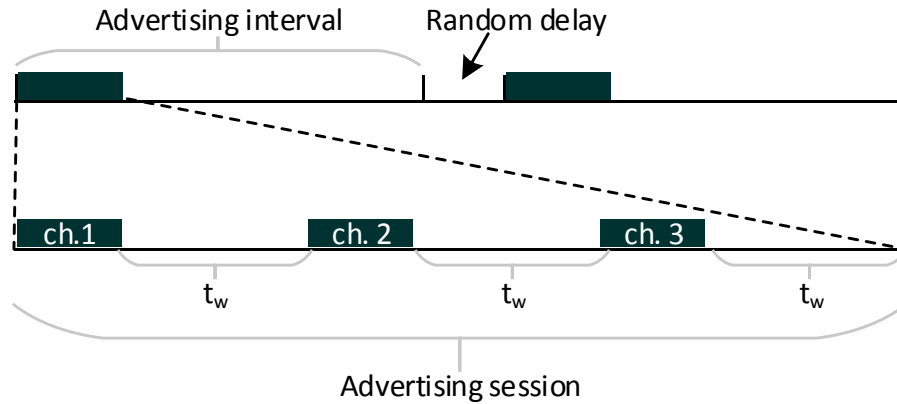 Advertising interval
Random delay
ch.1
ch. 2
ch. 3
tw
tw
tw
Advertising session